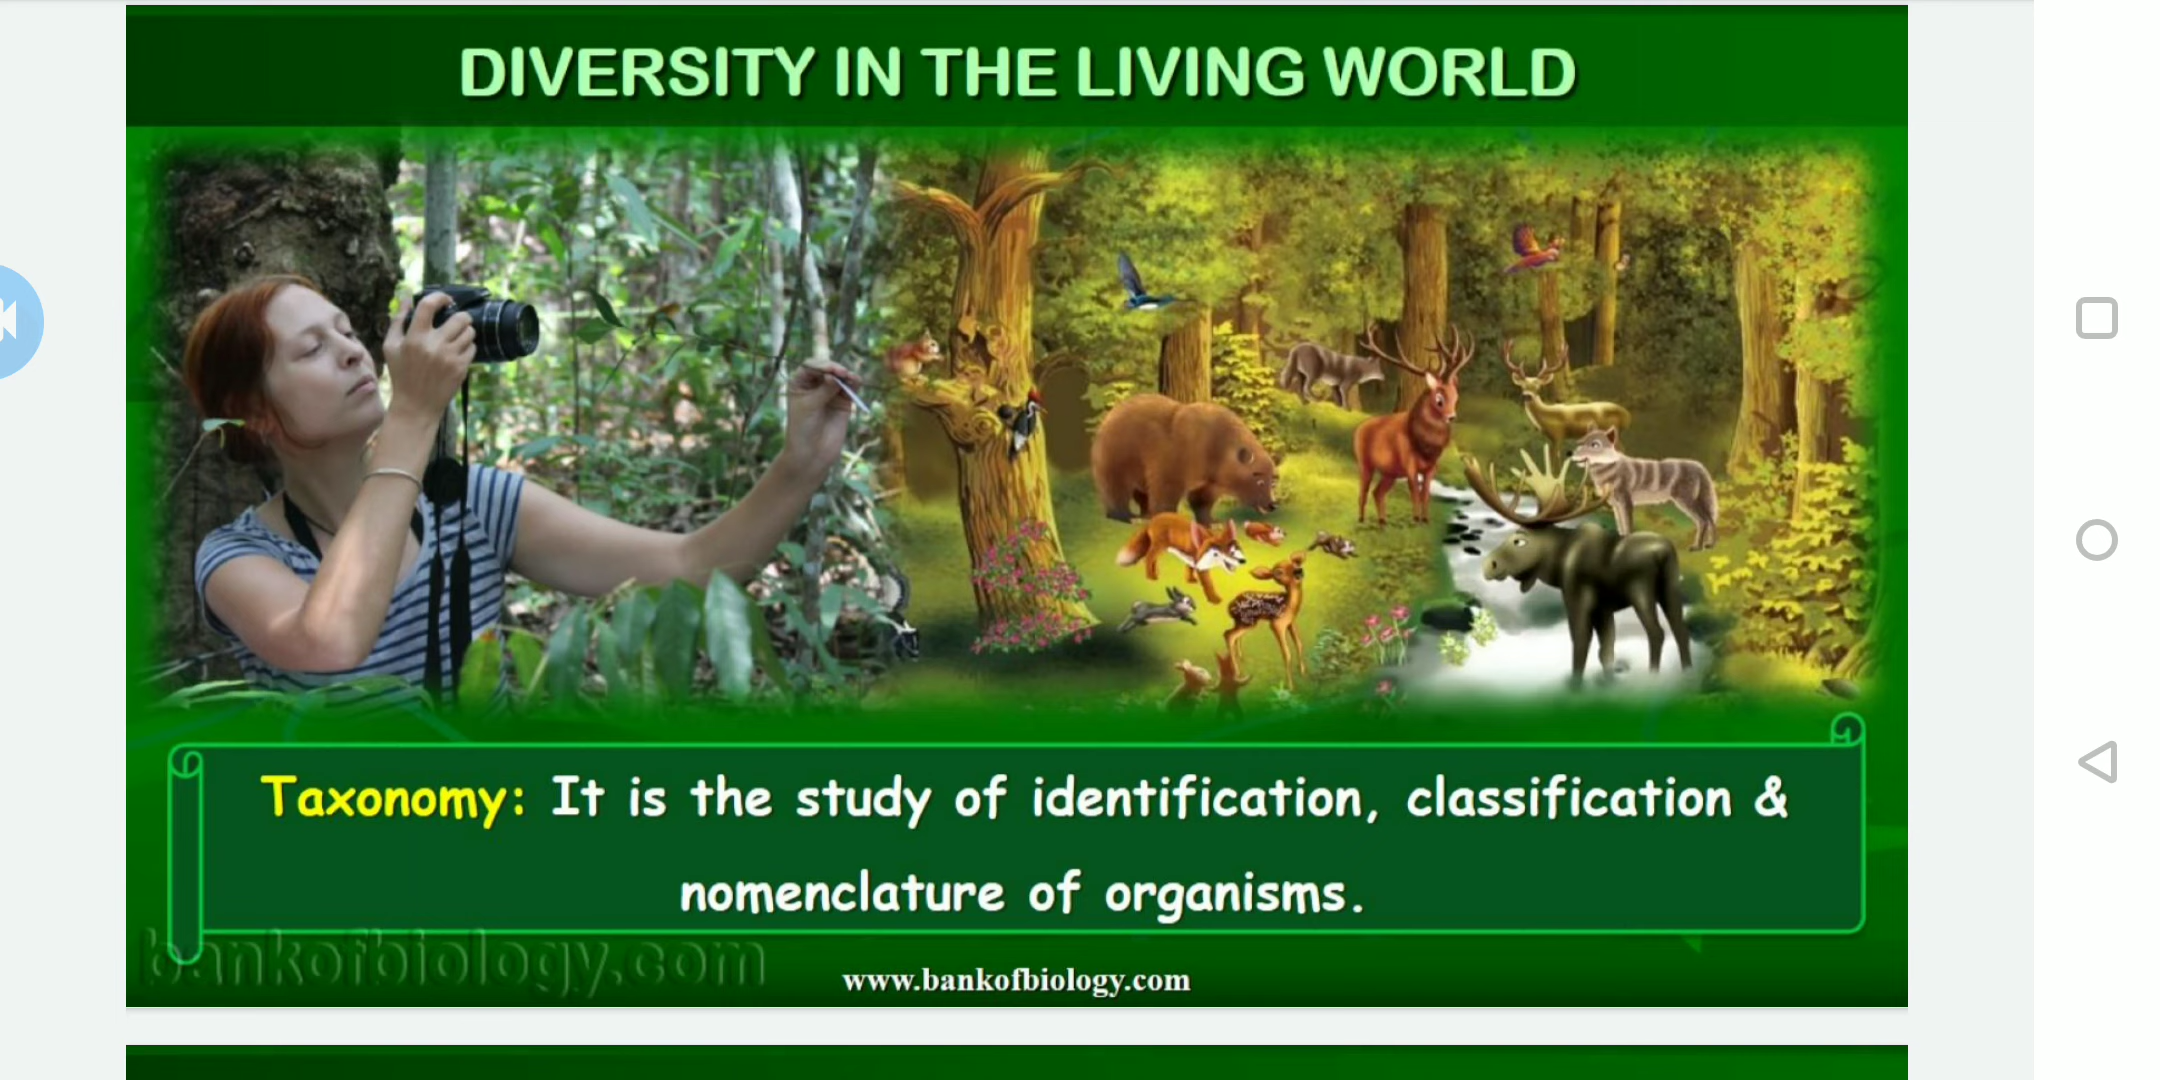 DIVERSITY IN THE LIVING WORLD
Taxonomy: It is the study of identification, classification &
nomenclature of organisms.
bankofbiology.com
www.bankofbiology.com